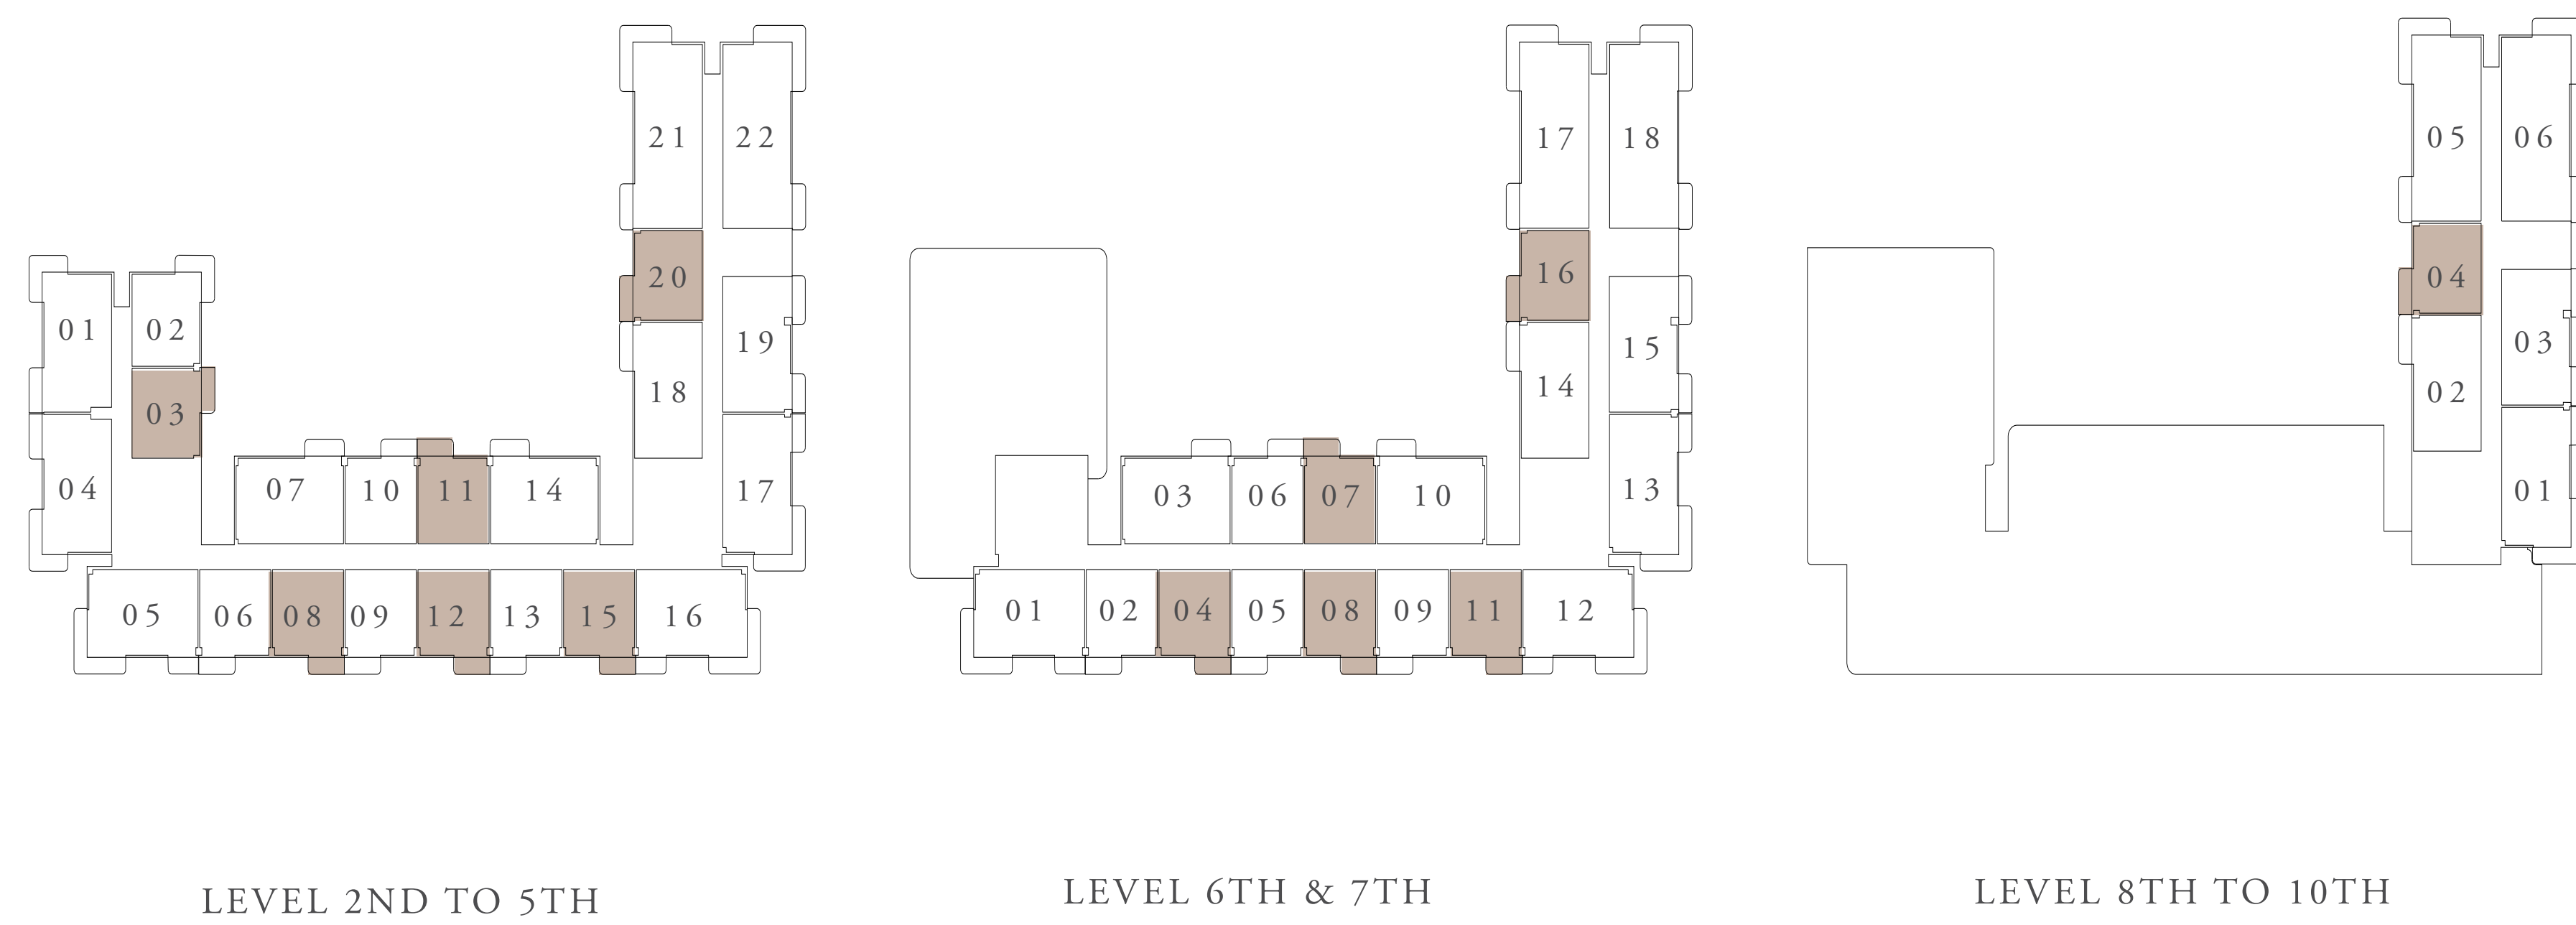 21 22
20
19
18
17
01 02
03
04
07 10 11 14
05 06 08 09 12 13 15 16
LEVEL 2ND TO 5TH
17 18
16
15
14
13
03 06 07 10
01 02 04 05 08 09 11 12
LEVEL 6TH & 7TH
05 06
04
03
02
01
LEVEL 8TH TO 10TH